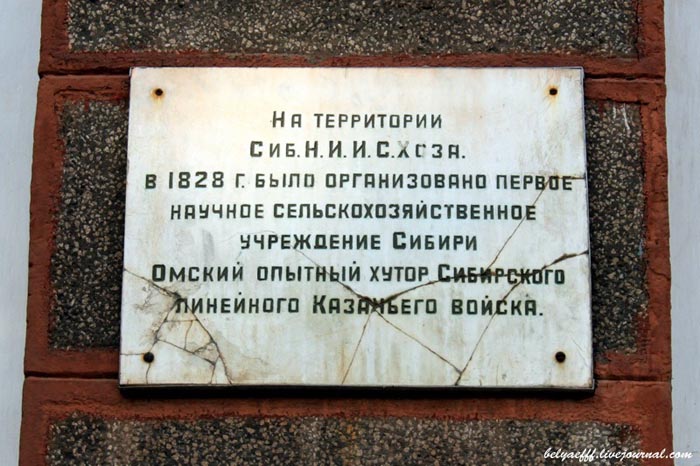 На территории
Сиб.Н.И.И.С.Хоза.
в 1828 г. было организовано первое
научное сельскохозяйственное
учреждение Сибири
Омский опытный хутор Сибирского
линейного Казачьего войска.
belyaefff.livejournal.com